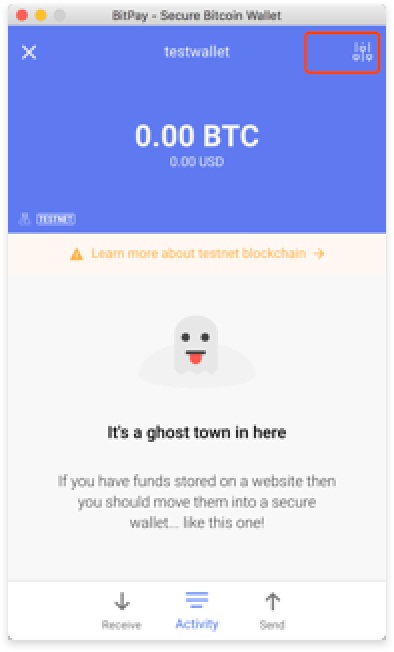 BitPay - Secure Bitcoin Wallet
testwallet
0.00 BTC
0.00 USD
TESTNET
Learn more about testnet blockchain →
It's a ghost town in here
If you have funds stored on a website then
you should move them into a secure
wallet... like this one!
Receive
Activity
Send